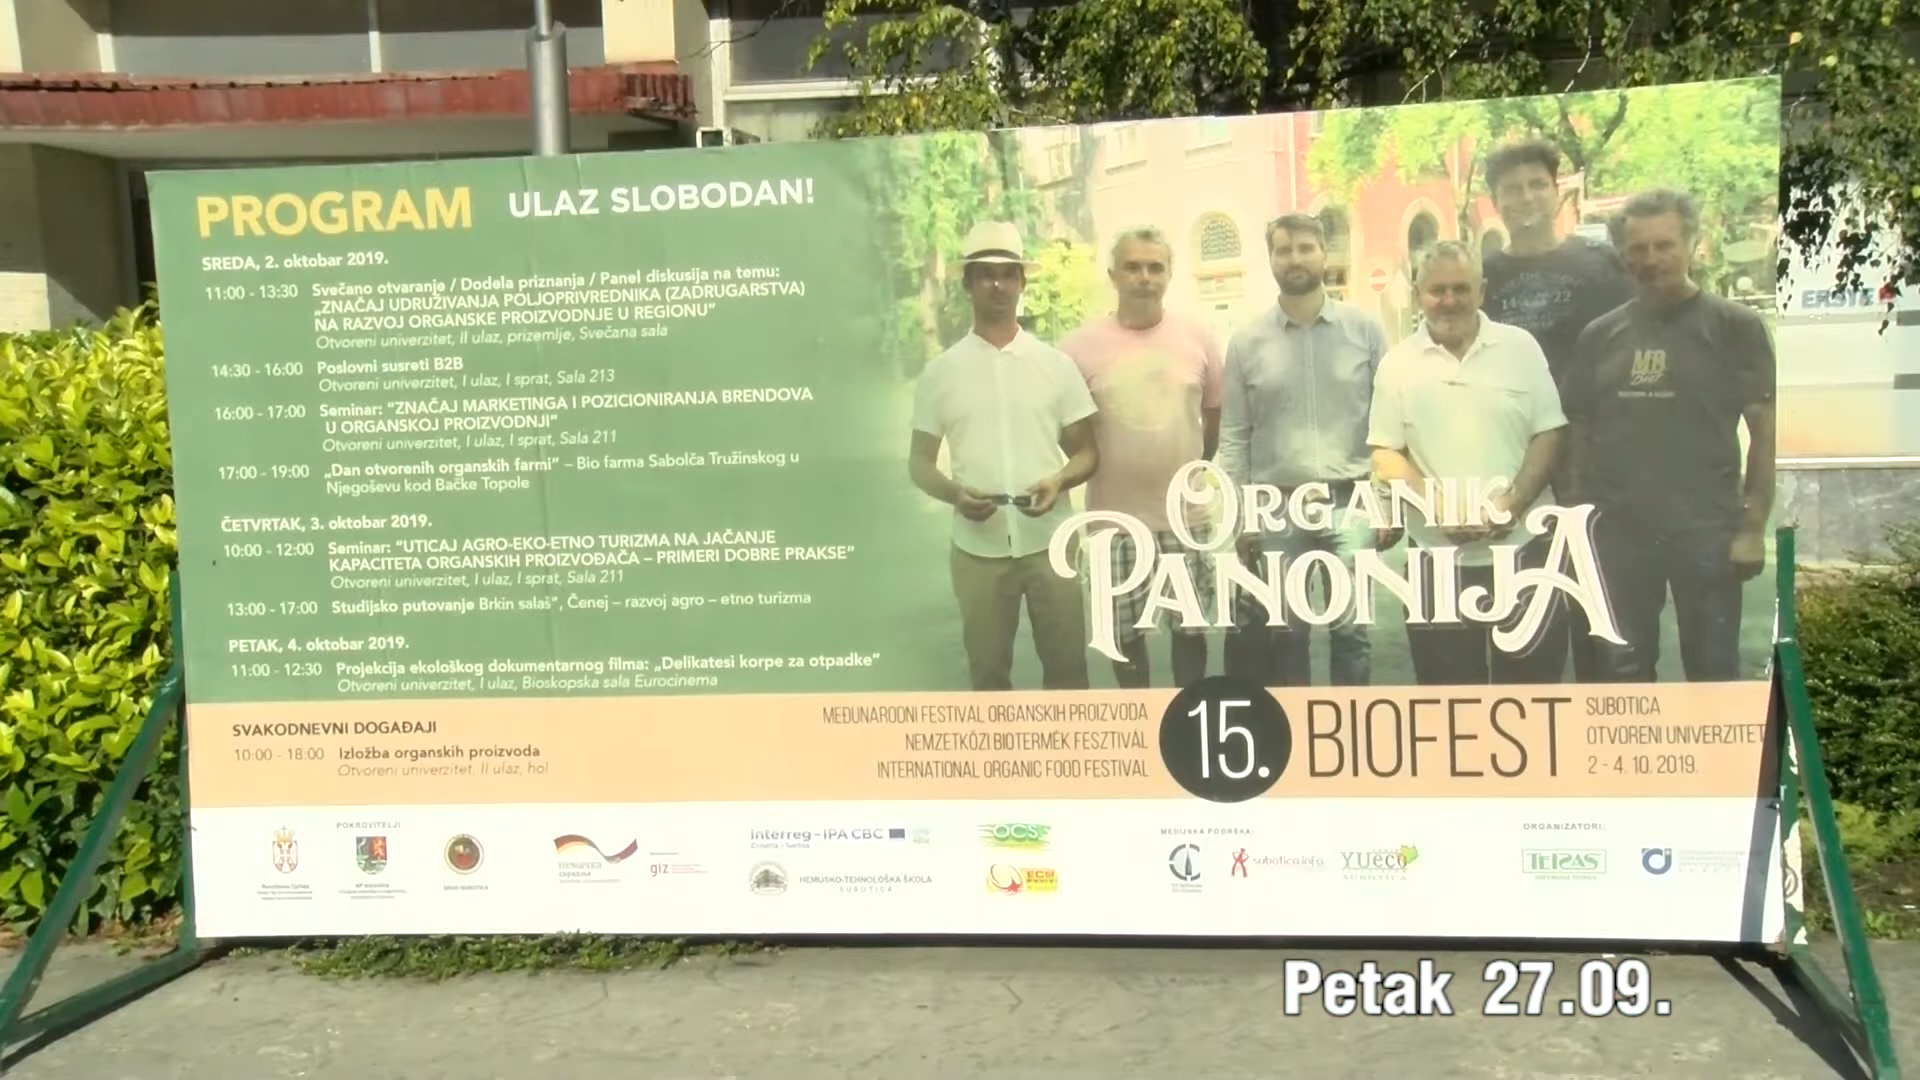 PROGRAM ULAZ SLOBODAN!
SREDA, 2. oktobar 2019.
11:00 - 13:30 Svečano otvaranje / Dodela priznanja / Panel diskusija na temu:
„ZNAČAJ UDRUŽIVANJA POLJOPRIVREDNIKA (ZADRUGARSTVA)
NA RAZVOJ ORGANSKE PROIZVODNJE U REGIONU”
Otvoreni univerzitet, II ulaz, prizemlje, Svečana sala
14:30 - 16:00 Poslovni susreti B2B
Otvoreni univerzitet, I ulaz, I sprat, Sala 213
16:00 - 17:00 Seminar: “ZNAČAJ MARKETINGA I POZICIONIRANJA BRENDOVA
U ORGANSKOJ PROIZVODNJI”
Otvoreni univerzitet, I ulaz, I sprat, Sala 211
17:00 - 19:00 „Dan otvorenih organskih farmi” – Bio farma Sabolča Tružinskog u
Njegoševu kod Bačke Topole
ČETVRTAK, 3. oktobar 2019.
10:00 - 12:00 Seminar: “UTICAJ AGRO-EKO-ETNO TURIZMA NA JAČANJE
KAPACITETA ORGANSKIH PROIZVOĐAČA – PRIMERI DOBRE PRAKSE”
Otvoreni univerzitet, I ulaz, I sprat, Sala 211
13:00 - 17:00 Studijsko putovanje Brkin salaš”, Čenej – razvoj agro – etno turizma
PETAK, 4. oktobar 2019.
11:00 - 12:30 Projekcija ekološkog dokumentarnog filma: „Delikatesi korpe za otpadke”
Otvoreni univerzitet, I ulaz, Bioskopska sala Eurocinema
SVAKODNEVNI DOGAĐAJI
10:00 - 18:00 Izložba organskih proizvoda
Otvoreni univerzitet, II ulaz, hol
ORGANIK
PANONIJA
MB
ERSTE
MEĐUNARODNI FESTIVAL ORGANSKIH PROIZVODA
NEMZETKÖZI BIOTERMÉK FESZTIVÁL
INTERNATIONAL ORGANIC FOOD FESTIVAL
15. BIOFEST
SUBOTICA
OTVORENI UNIVERZITET
2 - 4. 10. 2019.
POKROVITELJI
giz
Interreg - IPA CBC
Croatia - Serbia
HEMIJSKO-TEHNOLOŠKA ŠKOLA
SUBOTICA
OCS
ECO
MEDIJSKA PODRŠKA:
subotica.info
YUeco
SUBOTICA
ORGANIZATORI:
TERRAS
Petak 27.09.